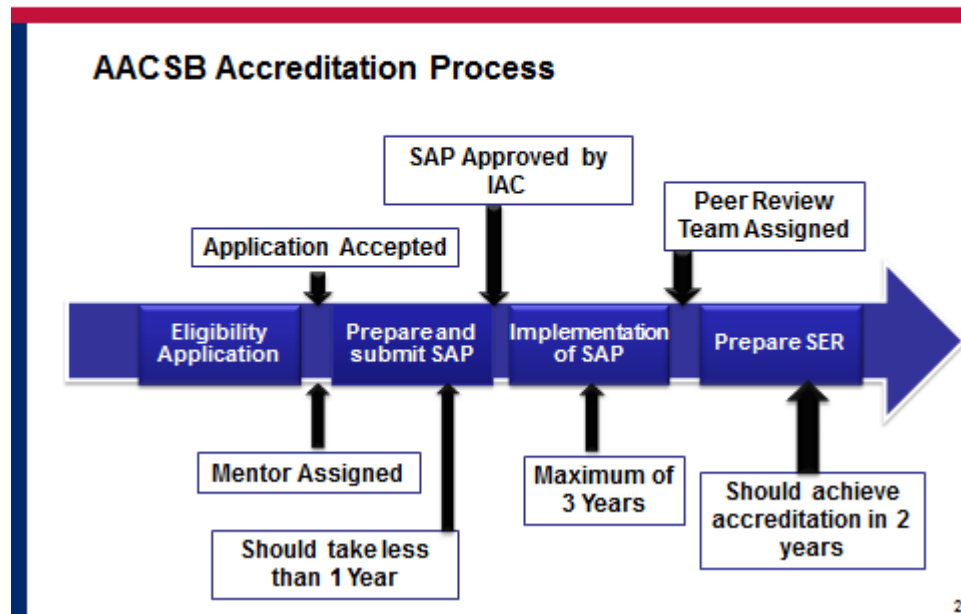 AACSB Accreditation Process
SAP Approved by
IAC
Peer Review
Team Assigned
Application Accepted
Eligibility
Application
Prepare and
submit SAP
Implementation
of SAP
Prepare SER
Mentor Assigned
Maximum of
3 Years
Should achieve
accreditation in 2
years
Should take less
than 1 Year
2